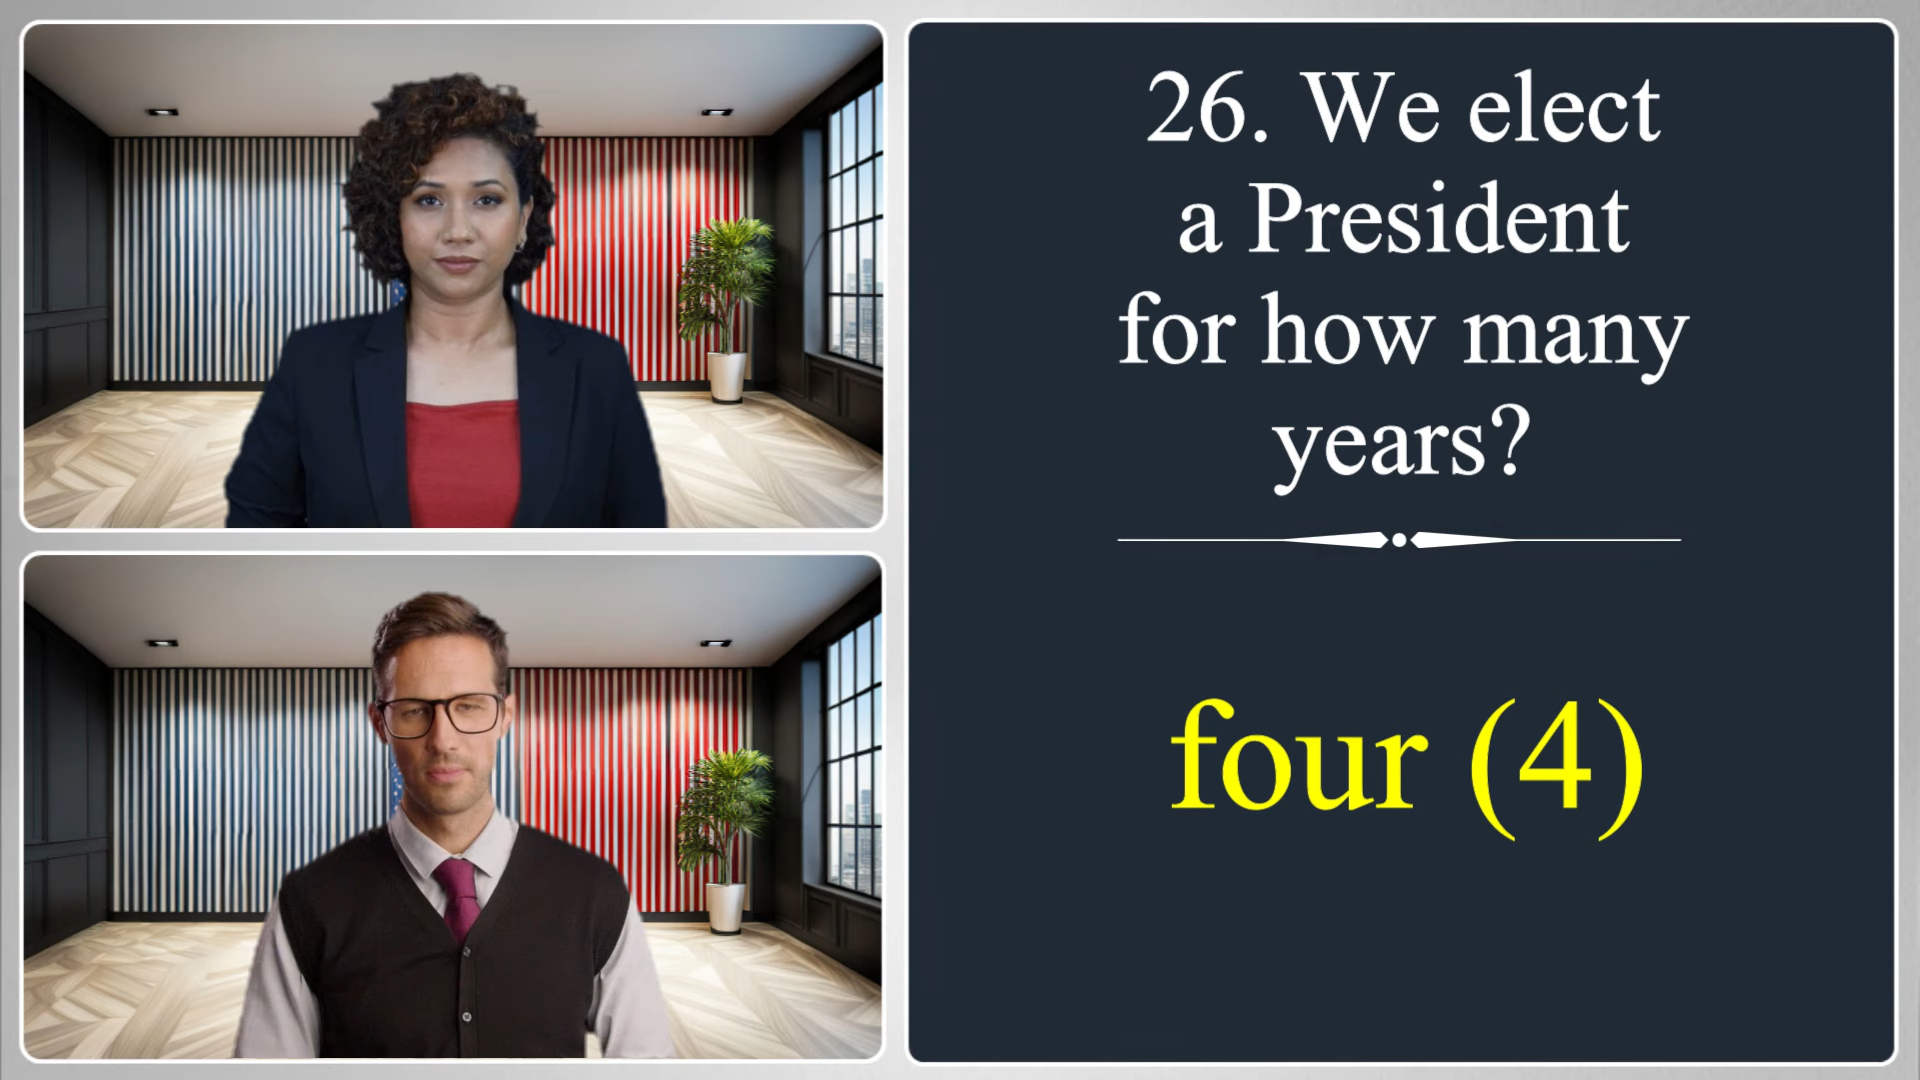 26. We elect
a President
for how many
years?
four (4)